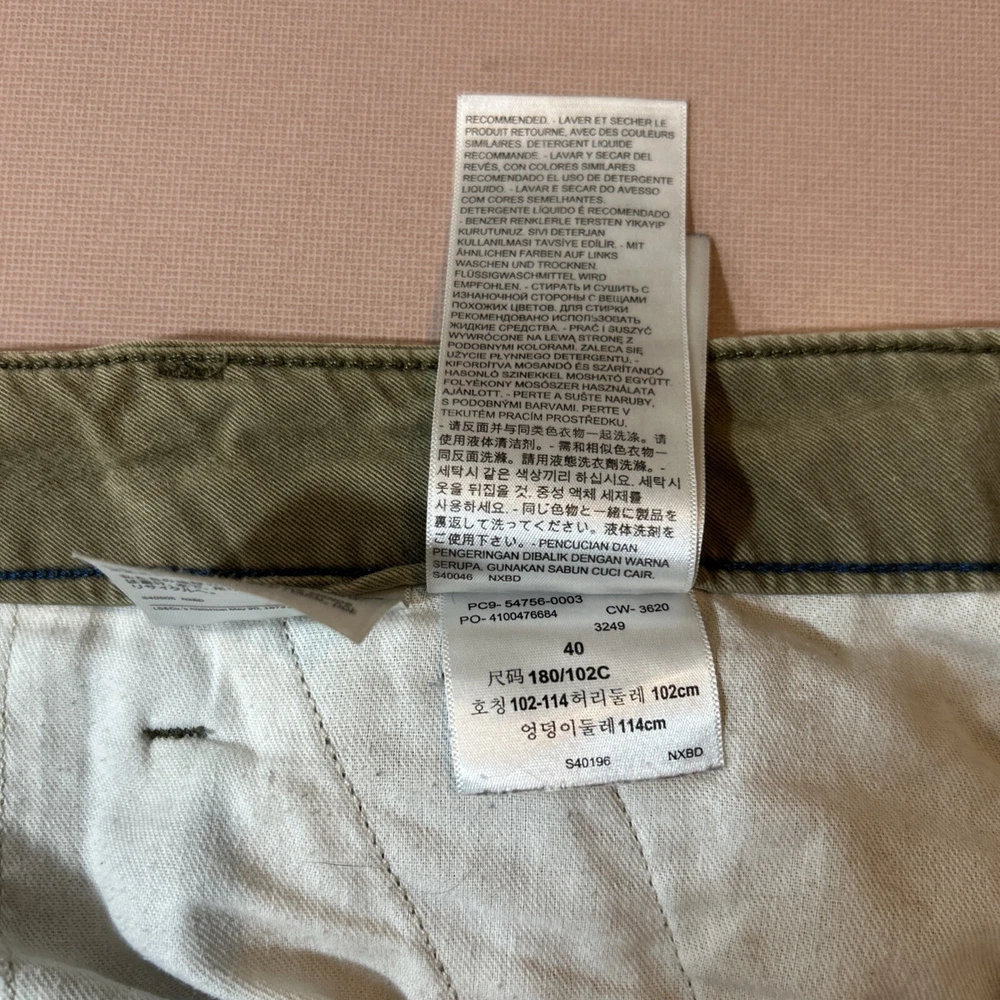 RECOMMENDED. - LAVER ET SECHER LE
PRODUIT RETOURNE, AVEC DES COULEURS
SIMILAIRES. DETERGENT LIQUIDE
RECOMMANDE. - LAVAR Y SECAR DEL
REVÉS, CON COLORES SIMILARES.
RECOMENDADO EL USO DE DETERGENTE
LIQUIDO. - LAVAR E SECAR DO AVESSO
COM CORES SEMELHANTES.
DETERGENTE LÍQUIDO É RECOMENDADO
- BENZER RENKLERLE TERSTEN YIKAYIP
KURUTUNUZ. SIVI DETERJAN
KULLANILMASI TAVSİYE EDİLİR. - MIT
ÄHNLICHEN FARBEN AUF LINKS
WASCHEN UND TROCKNEN.
FLÜSSIGWASCHMITTEL WIRD
EMPFOHLEN. - СТИРАТЬ И СУШИТЬ С
ИЗНАНОЧНОЙ СТОРОНЫ С ВЕЩАМИ
ПОХОЖИХ ЦВЕТОВ. ДЛЯ СТИРКИ
РЕКОМЕНДОВАНО ИСПОЛЬЗОВАТЬ
ЖИДКИЕ СРЕДСТВА. - PRAĆ I SUSZYĆ
WYWRÓCONE NA LEWĄ STRONĘ Z
PODOBNYMI KOLORAMI. ZALECA SIĘ
UŻYCIE PŁYNNEGO DETERGENTU. -
KIFORDÍTVA MOSANDÓ ÉS SZÁRÍTANDÓ
HASONLÓ SZINEKKEL MOSHATÓ EGYÜTT.
FOLYÉKONY MOSÓSZER HASZNÁLATA
AJÁNLOTT. - PERTE A SUŠTE NARUBY,
S PODOBNÝMI BARVAMI. PERTE V
TEKUTÉM PRACÍM PROSTŘEDKU.
- 请反面并与同类色衣物一起洗涤。请
使用液体清洁剂。- 需和相似色衣物一
同反面洗滌。請用液態洗衣劑洗滌。-
세탁시 같은 색상끼리 하십시요. 세탁시
옷을 뒤집을 것. 중성 액체 세제를
사용하세요. - 同じ色物と一緒に製品を
裏返して洗ってください。液体洗剤を
ご使用下さい。- PENCUCIAN DAN
PENGERINGAN DIBALIK DENGAN WARNA
SERUPA. GUNAKAN SABUN CUCI CAIR.
S40046 NXBD
PC9- 54756-0003
PO- 4100476684 CW- 3620
3249
40
尺码 180/102C
호칭 102-114 허리둘레 102cm
엉덩이둘레 114cm
S40196 NXBD